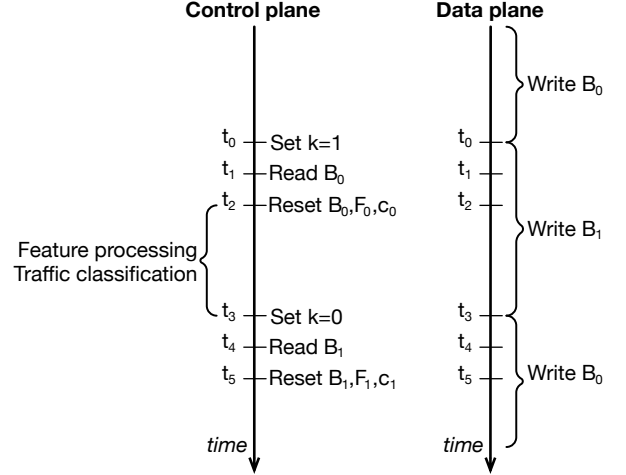 Control plane
Data plane
Write B₀
t₀ Set k=1
t₁ Read B₀
t₂ Reset B₀,F₀,c₀
Feature processing
Traffic classification
t₃ Set k=0
t₄ Read B₁
t₅ Reset B₁,F₁,c₁
time
t₀
t₁
t₂
Write B₁
t₃
t₄
t₅
Write B₀
time